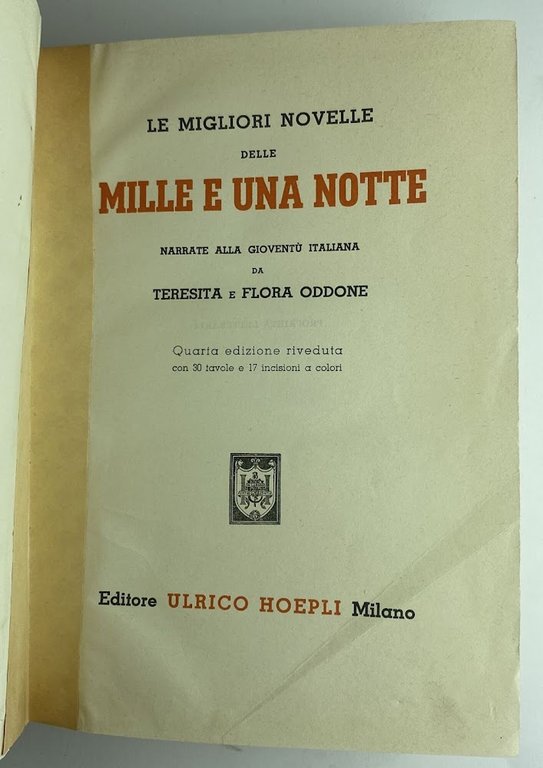 LE MIGLIORI NOVELLE
DELLE
MILLE E UNA NOTTE
NARRATE ALLA GIOVENTÙ ITALIANA
DA
TERESITA E FLORA ODDONE
Quarta edizione riveduta
con 30 tavole e 17 incisioni a colori
Editore ULRICO HOEPLI Milano